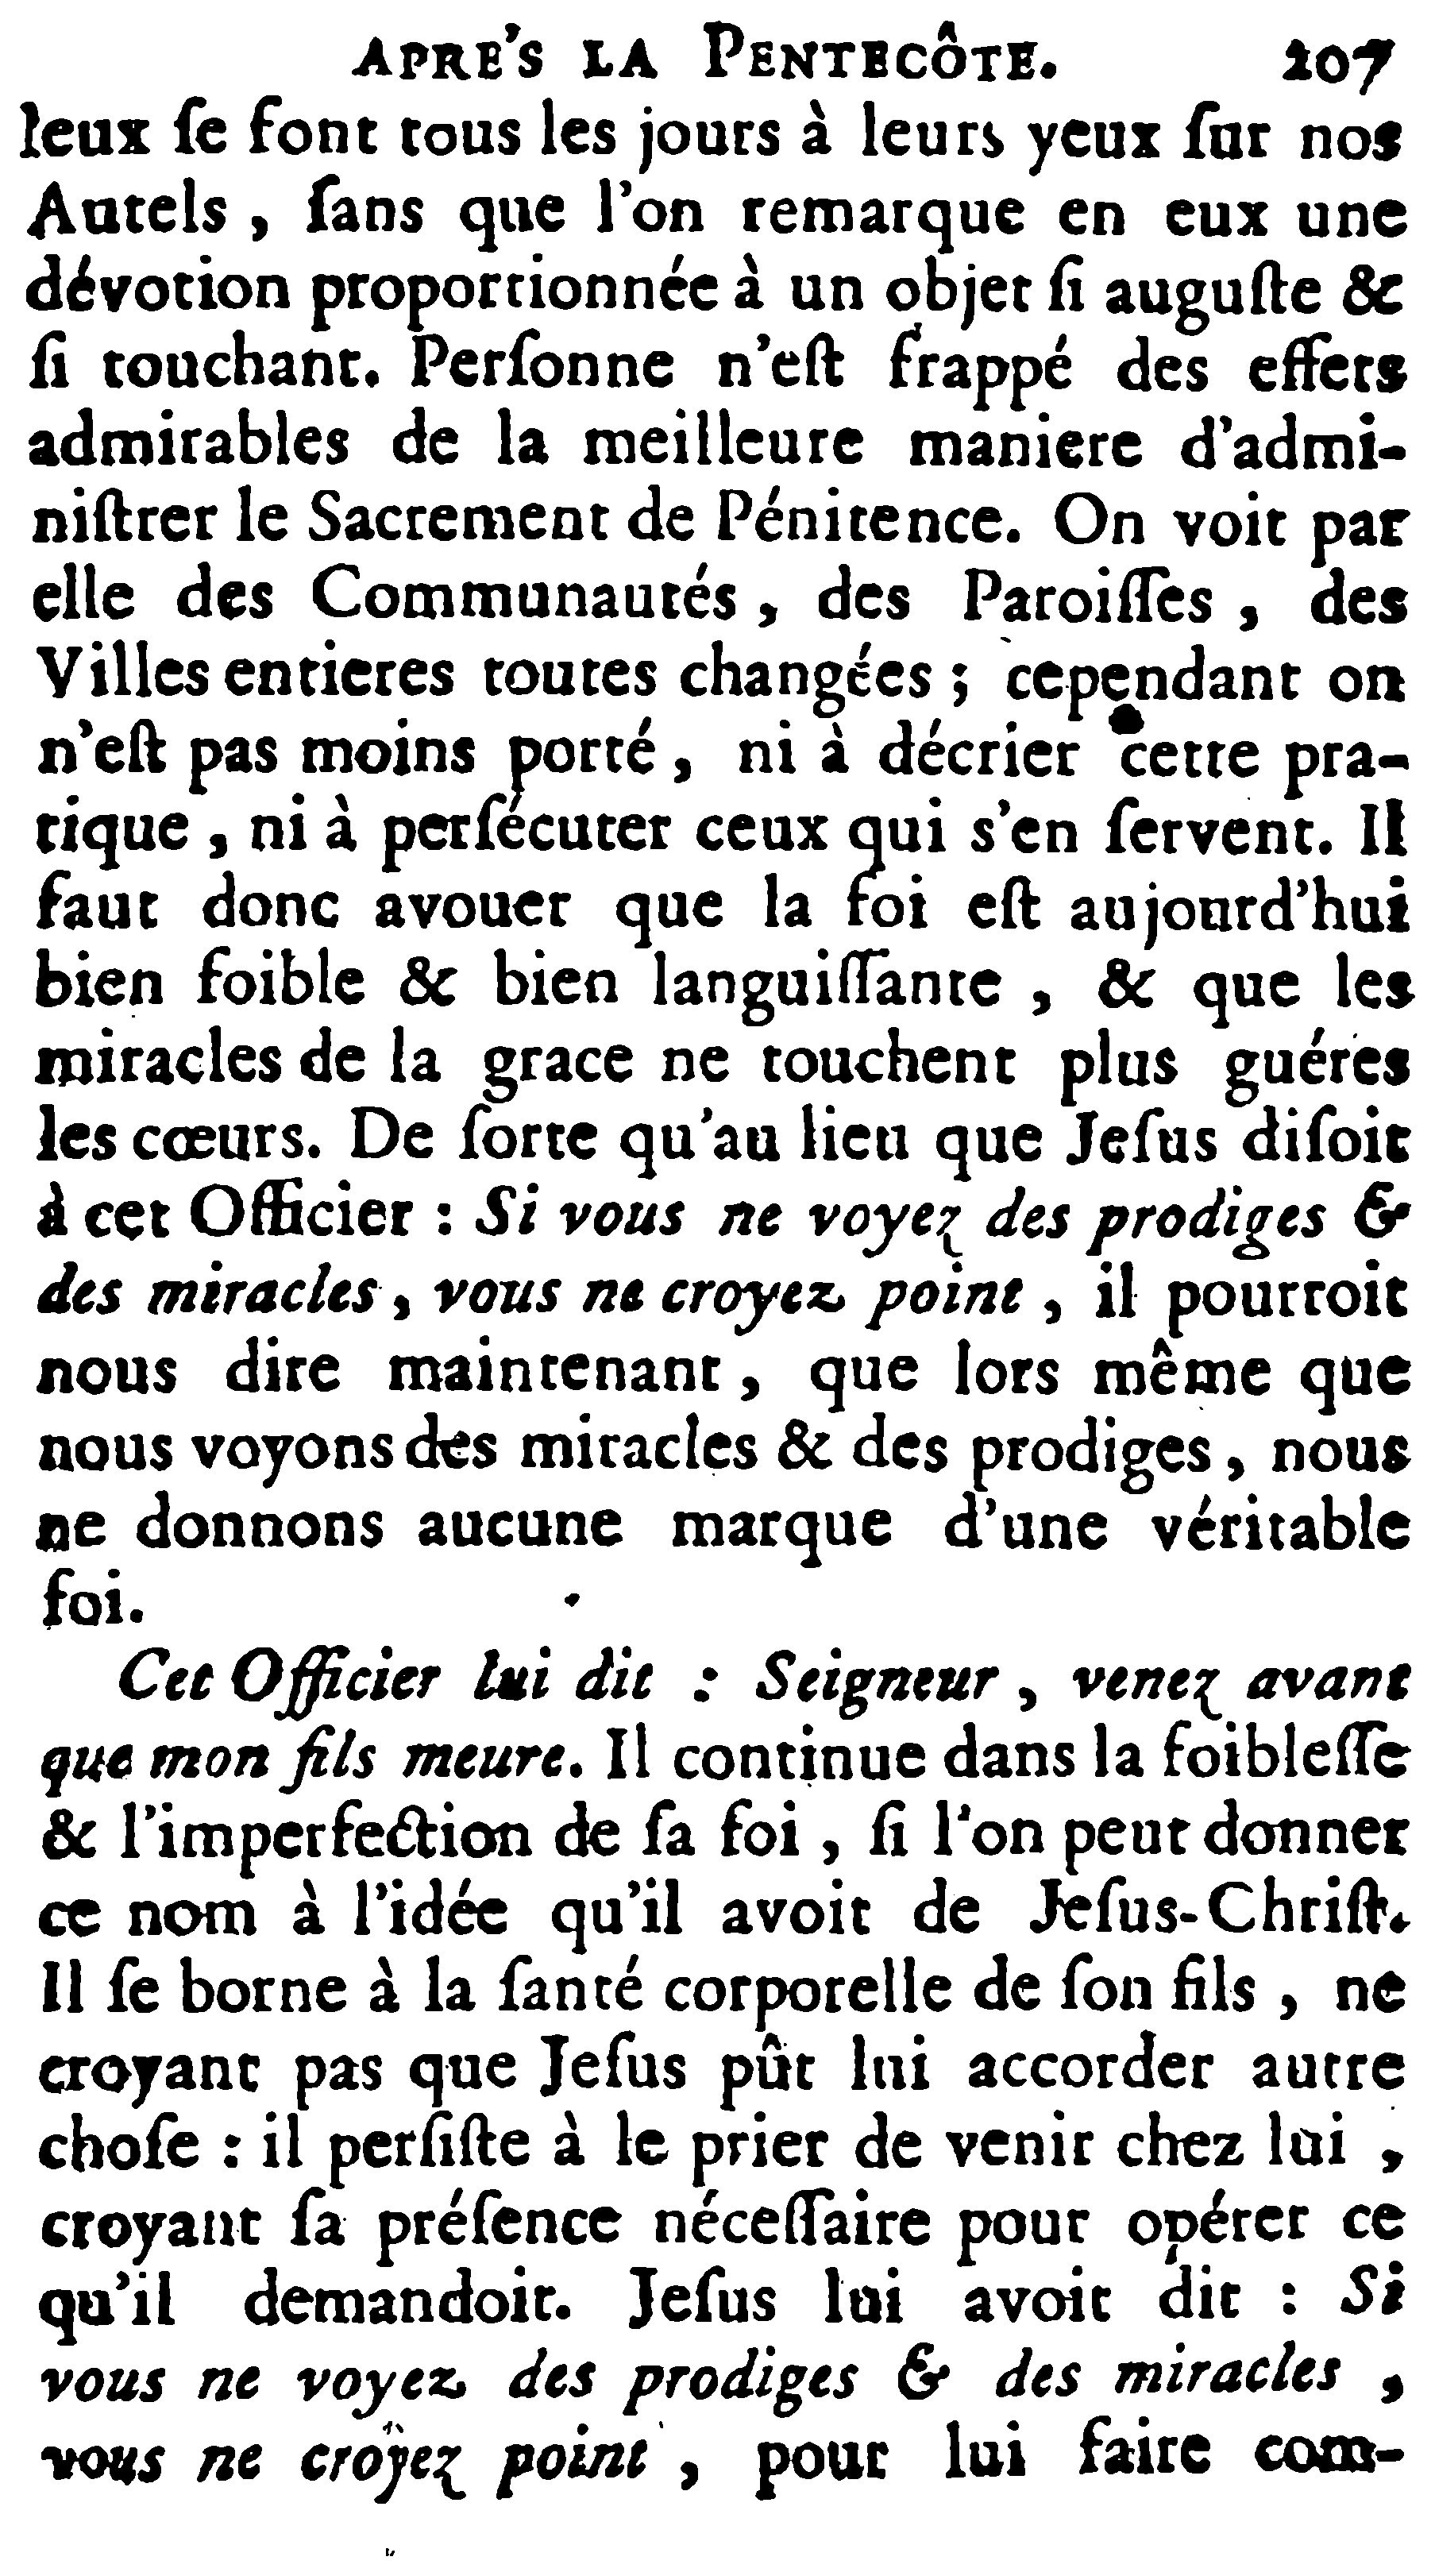 APRE'S LA PENTECÔTE. 207
leux ſe font tous les jours à leurs yeux ſur nos
Autels , ſans que l'on remarque en eux une
dévotion proportionnée à un objet ſi auguſte &
ſi touchant. Perſonne n'eſt frappé des effets
admirables de la meilleure maniere d'admi-
niſtrer le Sacrement de Pénitence. On voit par
elle des Communautés , des Paroiſſes , des
Villes entieres toutes changées ; cependant on
n'eſt pas moins porté , ni à décrier cette pra-
tique , ni à perſécuter ceux qui s'en ſervent. Il
faut donc avouer que la foi eſt aujourd'hui
bien foible & bien languiſſante , & que les
miracles de la grace ne touchent plus guéres
les cœurs. De ſorte qu'au lieu que Jeſus diſoit
à cet Officier : Si vous ne voyez des prodiges &
des miracles , vous ne croyez point , il pourroit
nous dire maintenant , que lors même que
nous voyons des miracles & des prodiges , nous
ne donnons aucune marque d'une véritable
foi.
Cet Officier lui dit : Seigneur , venez avant
que mon fils meure. Il continue dans la foibleſſe
& l'imperfection de ſa foi , ſi l'on peut donner
ce nom à l'idée qu'il avoit de Jeſus-Chriſt.
Il ſe borne à la ſanté corporelle de ſon fils , ne
croyant pas que Jeſus pût lui accorder autre
choſe : il perſiſte à le prier de venir chez lui ,
croyant ſa préſence néceſſaire pour opérer ce
qu'il demandoit. Jeſus lui avoit dit : Si
vous ne voyez des prodiges & des miracles ,
vous ne croyez point , pour lui faire com-